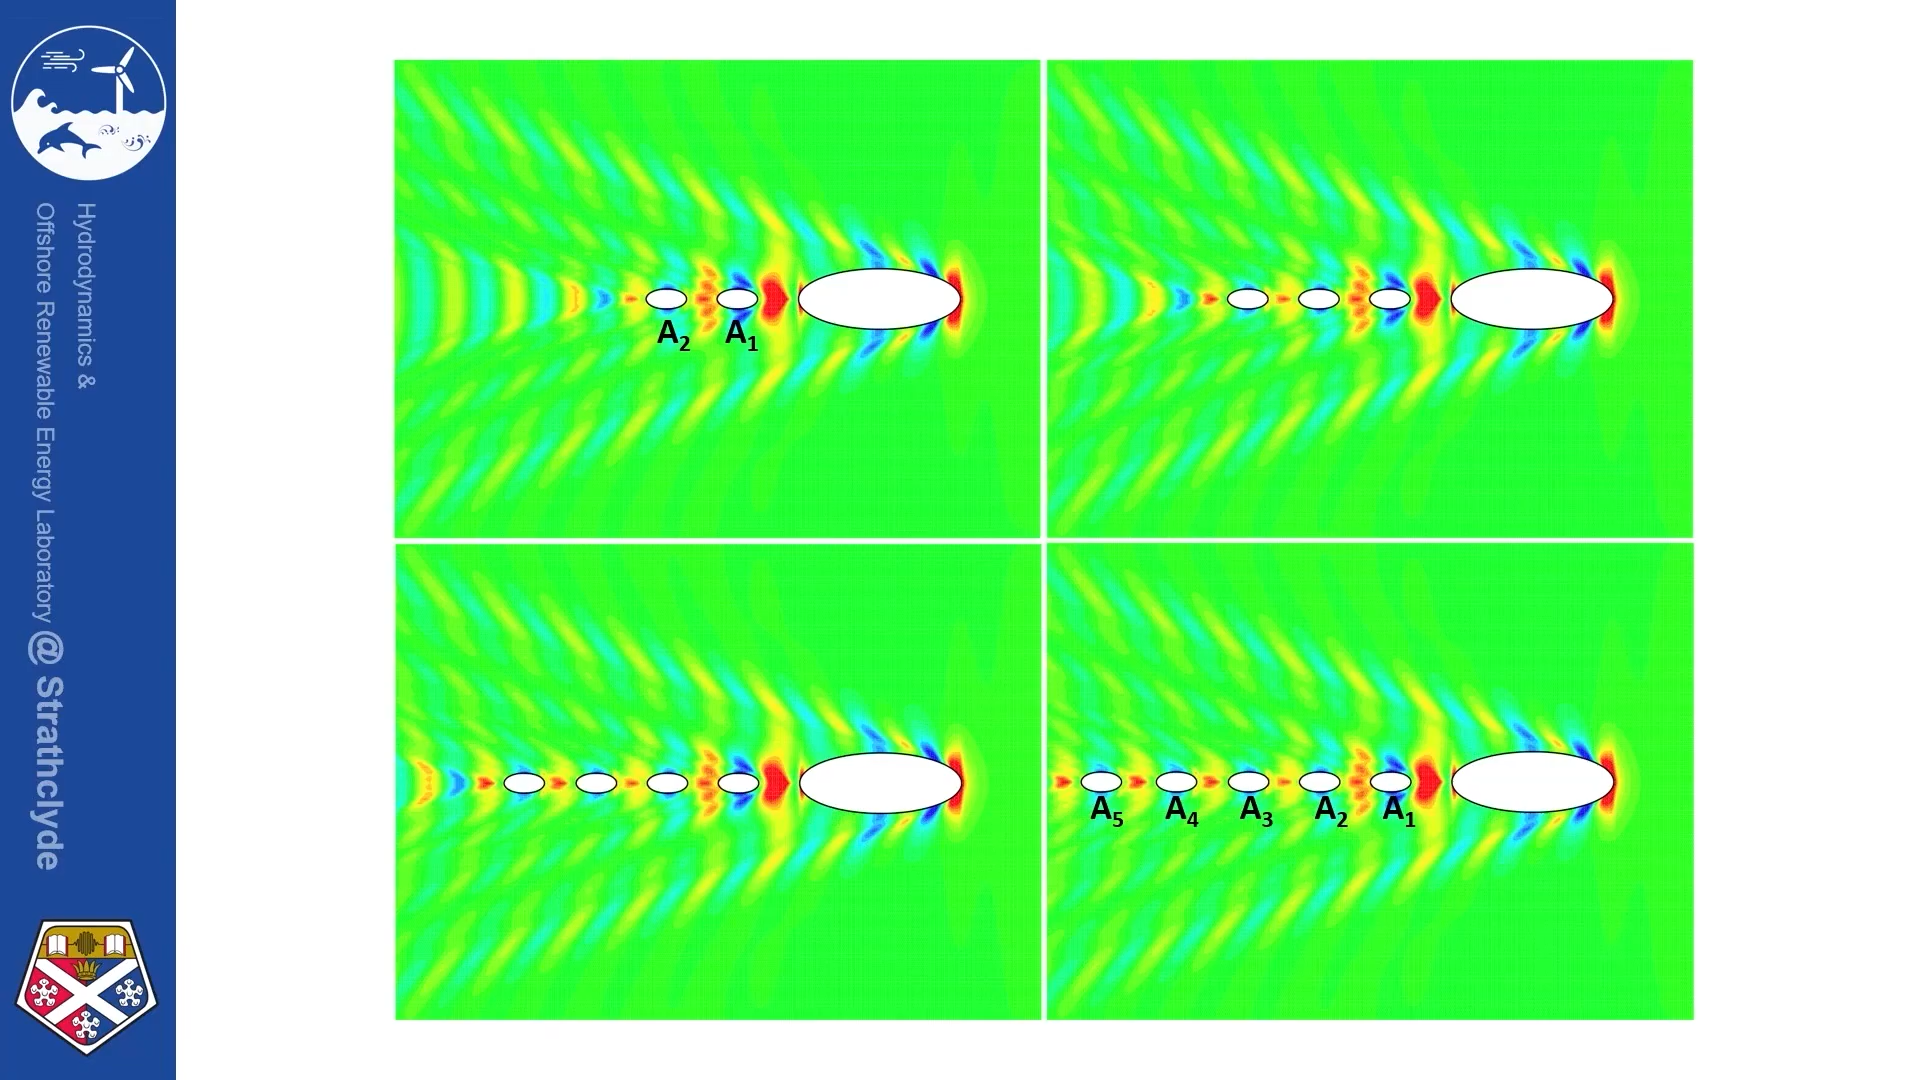 Hydrodynamics &
Offshore Renewable Energy Laboratory @ Strathclyde
A₂ A₁
A₅ A₄ A₃ A₂ A₁